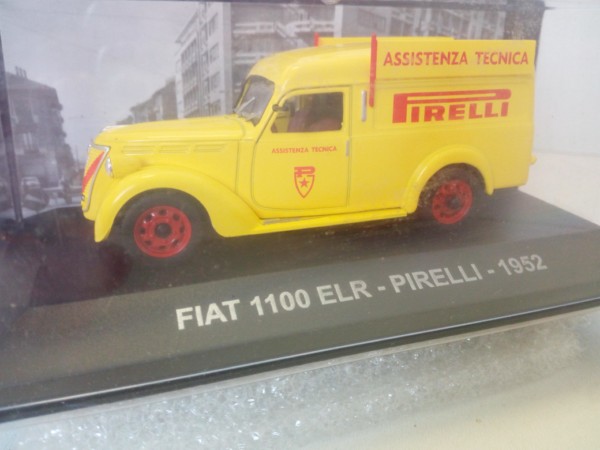 ASSISTENZA TECNICA
PIRELLI
ASSISTENZA TECNICA
P
FIAT 1100 ELR - PIRELLI - 1952